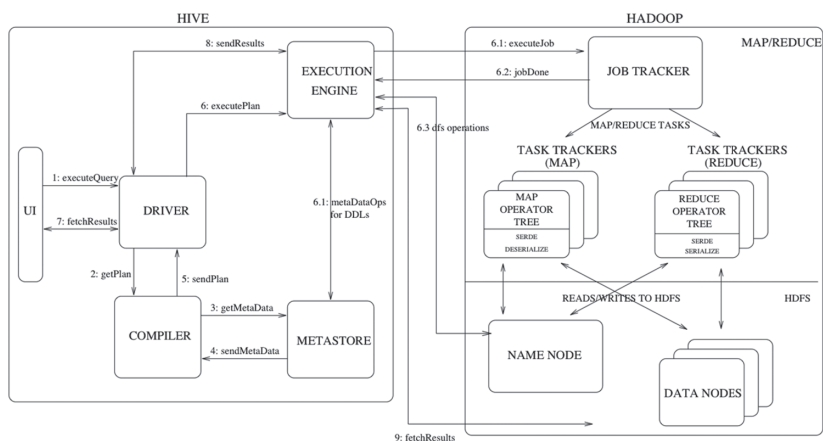 HIVE
HADOOP
MAP/REDUCE
8: sendResults
EXECUTION
ENGINE
6.1: executeJob
6.2: jobDone
JOB TRACKER
6: executePlan
6.3 dfs operations
MAP/REDUCE TASKS
TASK TRACKERS
(MAP)
TASK TRACKERS
(REDUCE)
1: executeQuery
UI
DRIVER
7: fetchResults
6.1: metaDataOps
for DDLs
MAP
OPERATOR
TREE
SERDE
DESERIALIZE
REDUCE
OPERATOR
TREE
SERDE
SERIALIZE
2: getPlan
5: sendPlan
READS/WRITES TO HDFS
HDFS
COMPILER
3: getMetaData
4: sendMetaData
METASTORE
NAME NODE
DATA NODES
9: fetchResults